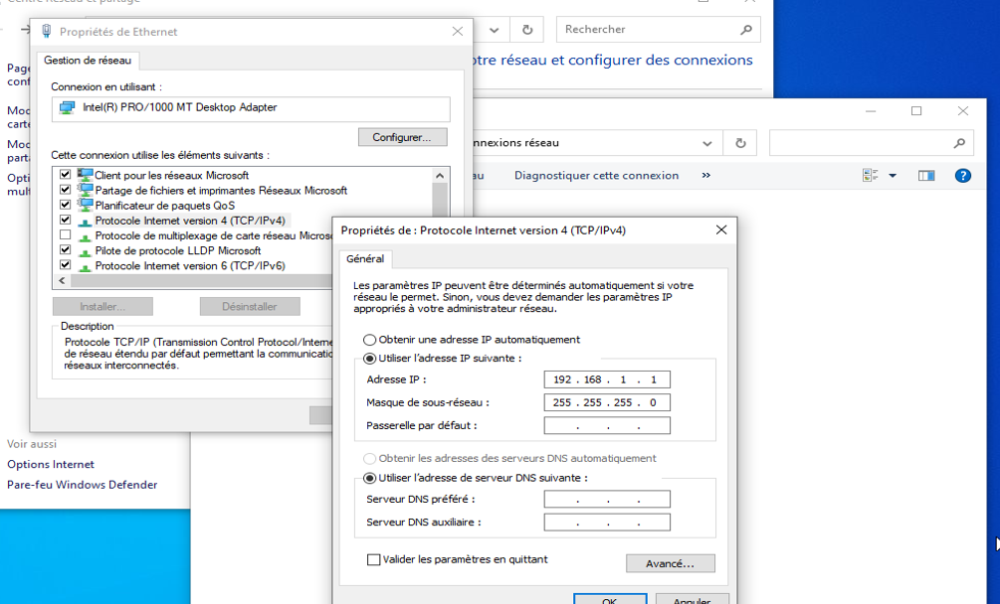 Centre Réseau et partage
Propriétés de Ethernet
Rechercher
Gestion de réseau
otre réseau et configurer des connexions
Page
conf
Connexion en utilisant :
Intel(R) PRO/1000 MT Desktop Adapter
Mod
carte
Configurer...
nnexions réseau
Mod
parta
Cette connexion utilise les éléments suivants :
Opti
mult
Client pour les réseaux Microsoft
au
Diagnostiquer cette connexion
»
Partage de fichiers et imprimantes Réseaux Microsoft
Planificateur de paquets QoS
Protocole Internet version 4 (TCP/IPv4)
Protocole de multiplexage de carte réseau Microso
Pilote de protocole LLDP Microsoft
Protocole Internet version 6 (TCP/IPv6)
Installer...
Désinstaller
Description
Protocole TCP/IP (Transmission Control Protocol/Interne
de réseau étendu par défaut permettant la communicatio
réseaux interconnectés.
Propriétés de : Protocole Internet version 4 (TCP/IPv4)
Général
Les paramètres IP peuvent être déterminés automatiquement si votre
réseau le permet. Sinon, vous devez demander les paramètres IP
appropriés à votre administrateur réseau.
Obtenir une adresse IP automatiquement
Utiliser l'adresse IP suivante :
Adresse IP :
192 . 168 . 1 . 1
Masque de sous-réseau :
255 . 255 . 255 . 0
Passerelle par défaut :
. . .
Obtenir les adresses des serveurs DNS automatiquement
Utiliser l'adresse de serveur DNS suivante :
Serveur DNS préféré :
. . .
Serveur DNS auxiliaire :
. . .
Valider les paramètres en quittant
Avancé...
OK
Annuler
Voir aussi
Options Internet
Pare-feu Windows Defender